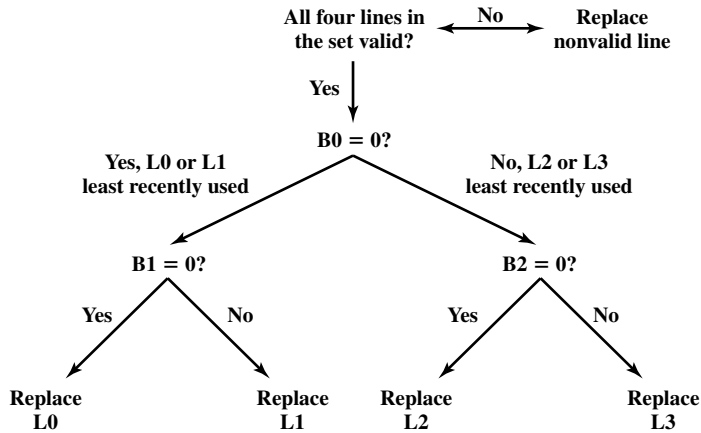 All four lines in
the set valid?
No
Replace
nonvalid line
Yes
B0 = 0?
Yes, L0 or L1
least recently used
No, L2 or L3
least recently used
B1 = 0?
B2 = 0?
Yes
No
Yes
No
Replace
L0
Replace
L1
Replace
L2
Replace
L3